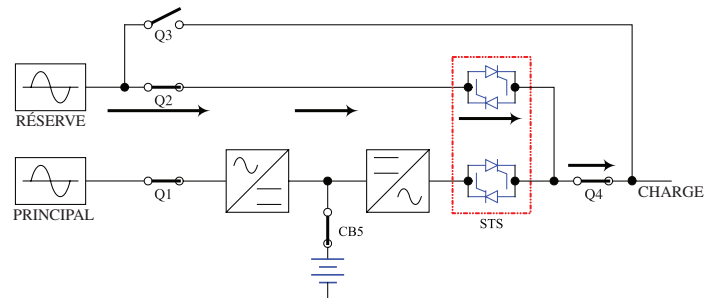 Q3
Q2
RÉSERVE
Q1
PRINCIPAL
CB5
STS
Q4
CHARGE